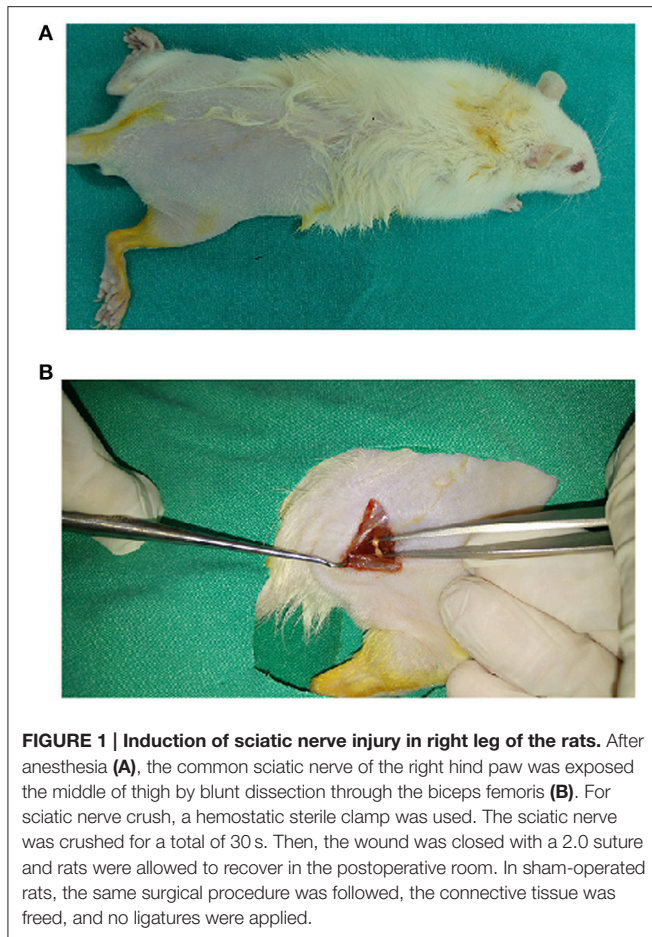 A
B
FIGURE 1 | Induction of sciatic nerve injury in right leg of the rats. After
anesthesia (A), the common sciatic nerve of the right hind paw was exposed
the middle of thigh by blunt dissection through the biceps femoris (B). For
sciatic nerve crush, a hemostatic sterile clamp was used. The sciatic nerve
was crushed for a total of 30 s. Then, the wound was closed with a 2.0 suture
and rats were allowed to recover in the postoperative room. In sham-operated
rats, the same surgical procedure was followed, the connective tissue was
freed, and no ligatures were applied.